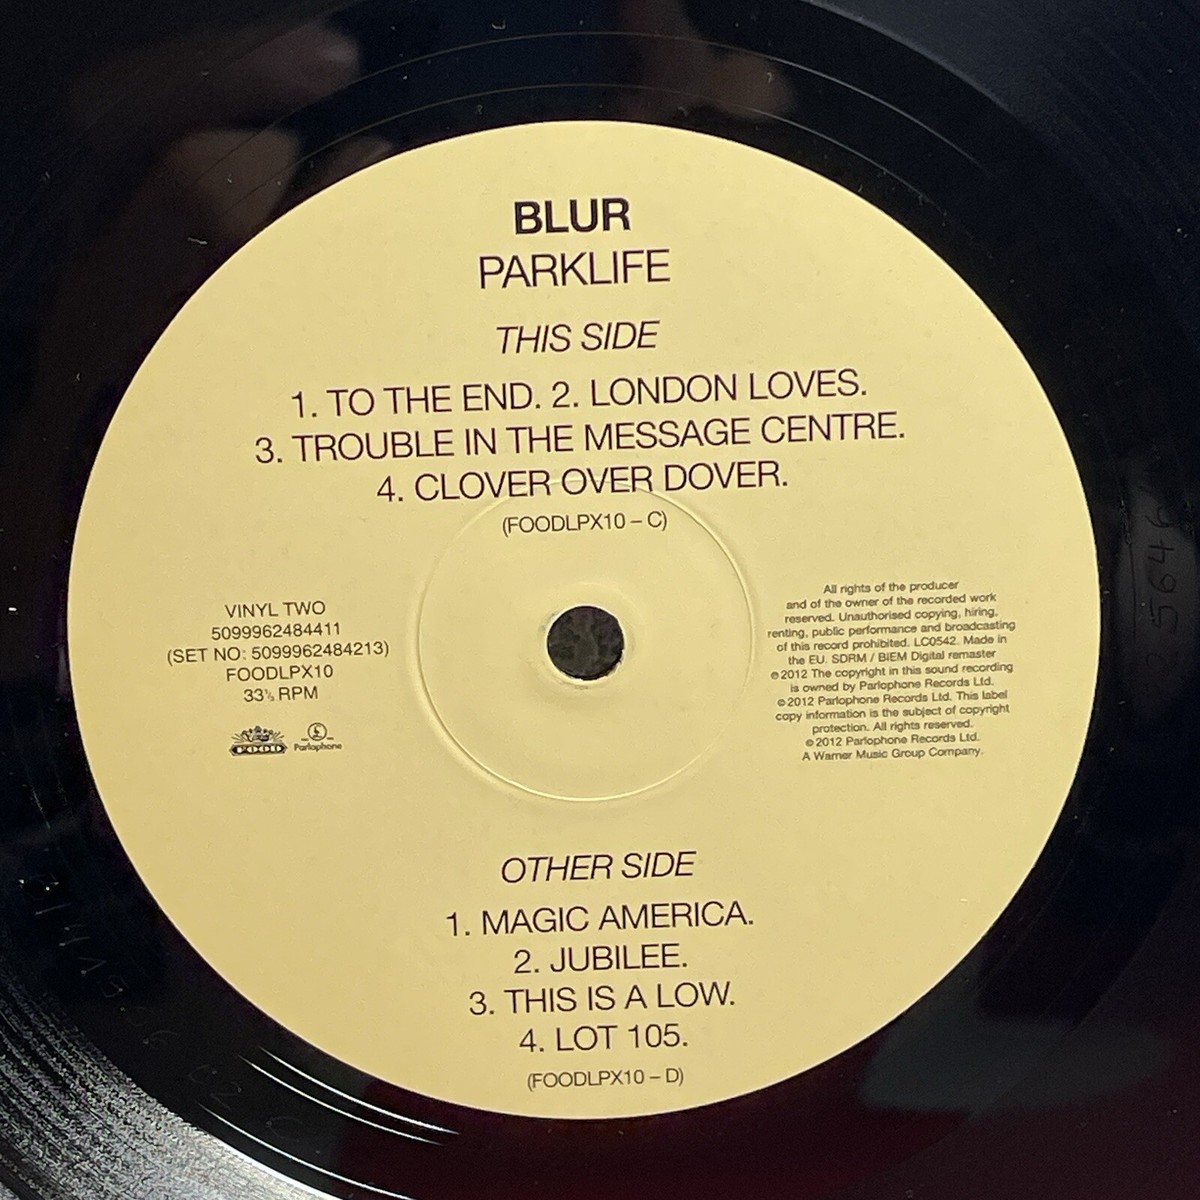 BLUR
PARKLIFE
THIS SIDE
1. TO THE END. 2. LONDON LOVES.
3. TROUBLE IN THE MESSAGE CENTRE.
4. CLOVER OVER DOVER.
(FOODLPX10 – C)
VINYL TWO
5099962484411
(SET NO: 5099962484213)
FOODLPX10
33⅓ RPM
FOOD
Parlophone
All rights of the producer
and of the owner of the recorded work
reserved. Unauthorised copying, hiring,
renting, public performance and broadcasting
of this record prohibited. LC0542. Made in
the EU. SDRM / BIEM Digital remaster
℗ 2012 The copyright in this sound recording
is owned by Parlophone Records Ltd.
© 2012 Parlophone Records Ltd. This label
copy information is the subject of copyright
protection. All rights reserved.
© 2012 Parlophone Records Ltd.
A Warner Music Group Company.
OTHER SIDE
1. MAGIC AMERICA.
2. JUBILEE.
3. THIS IS A LOW.
4. LOT 105.
(FOODLPX10 – D)
5646